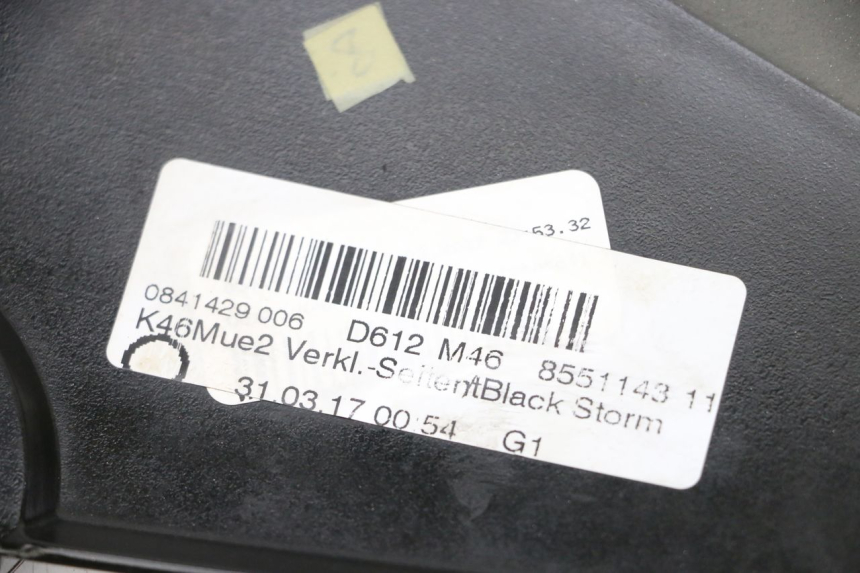 53.32
0841429 006 D612 M46 8551143 11
K46Mue2 Verkl.-SeitentBlack Storm
31.03.17 00:54 G1